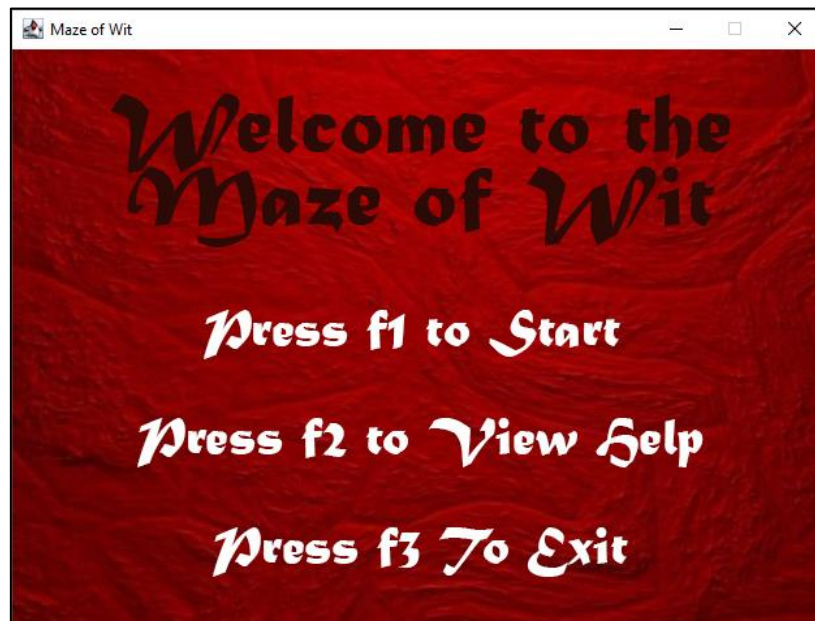 Maze of Wit
Welcome to the
Maze of Wit
Press f1 to Start
Press f2 to View Help
Press f3 To Exit